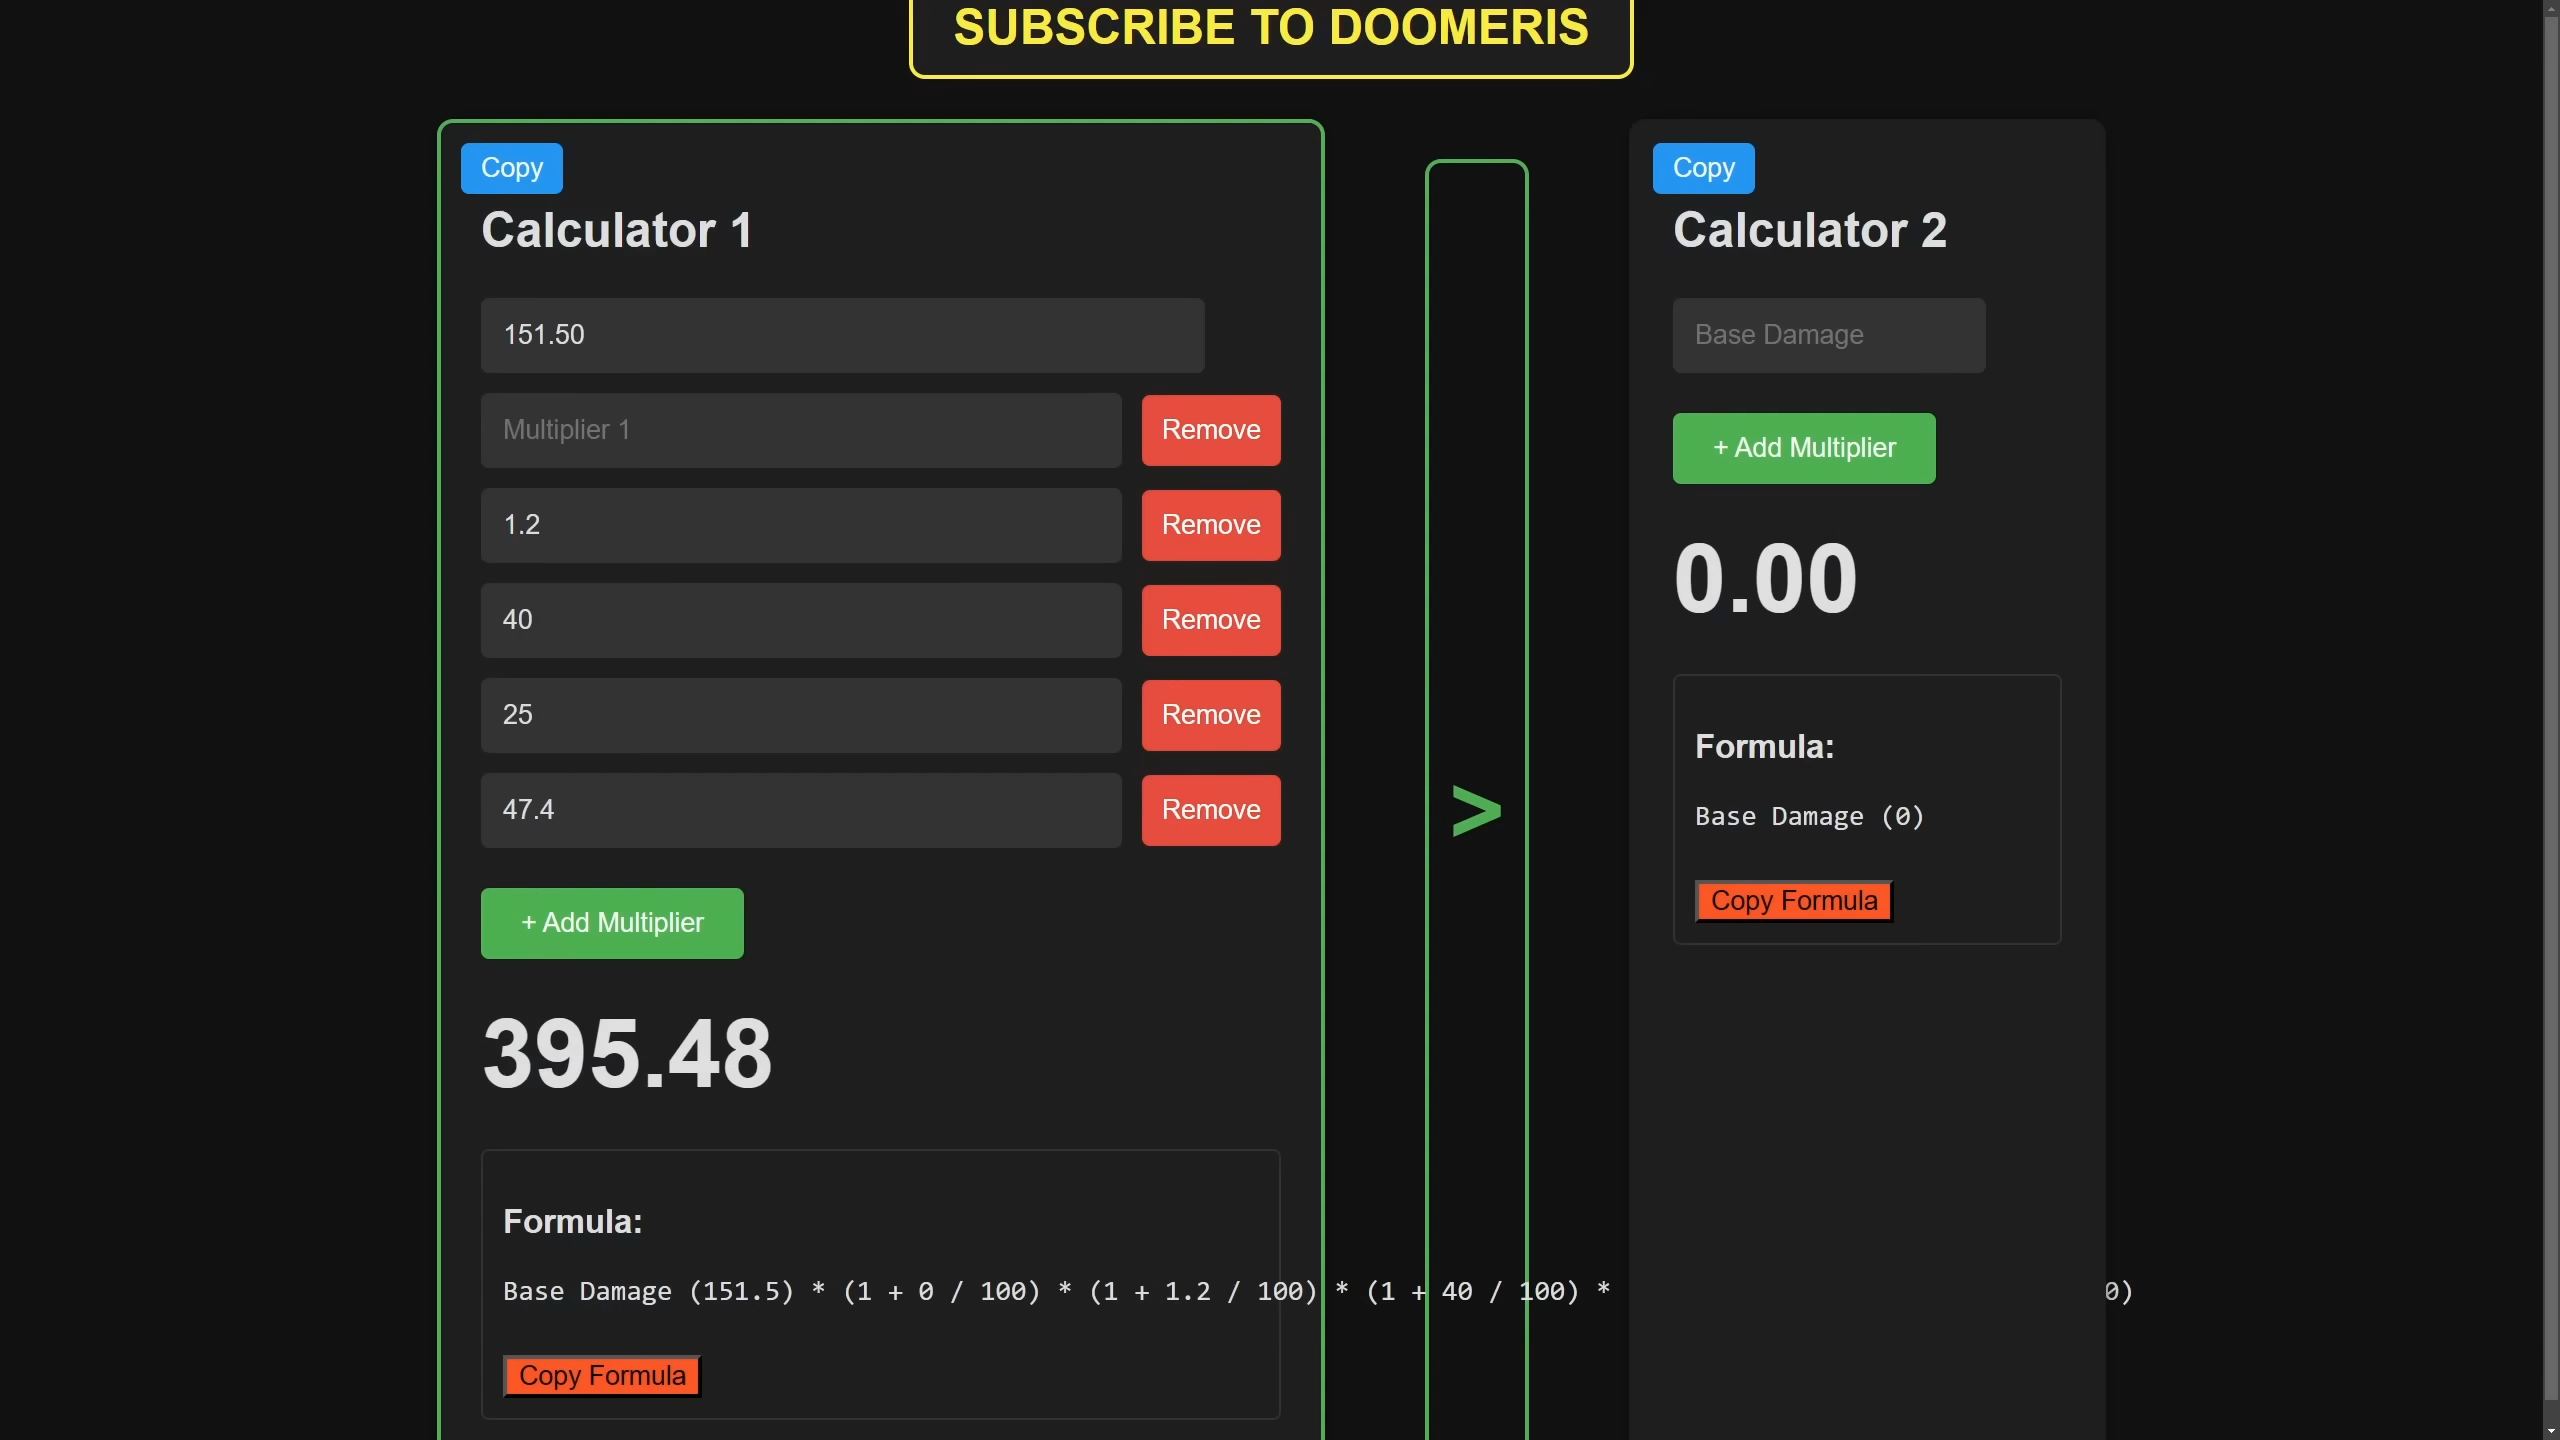 SUBSCRIBE TO DOOMERIS
Copy
Calculator 1
151.50
Multiplier 1
Remove
1.2
Remove
40
Remove
25
Remove
47.4
Remove
+ Add Multiplier
395.48
Formula:
Base Damage (151.5) * (1 + 0 / 100) * (1 + 1.2 / 100) * (1 + 40 / 100) *
0)
Copy Formula
>
Copy
Calculator 2
Base Damage
+ Add Multiplier
0.00
Formula:
Base Damage (0)
Copy Formula